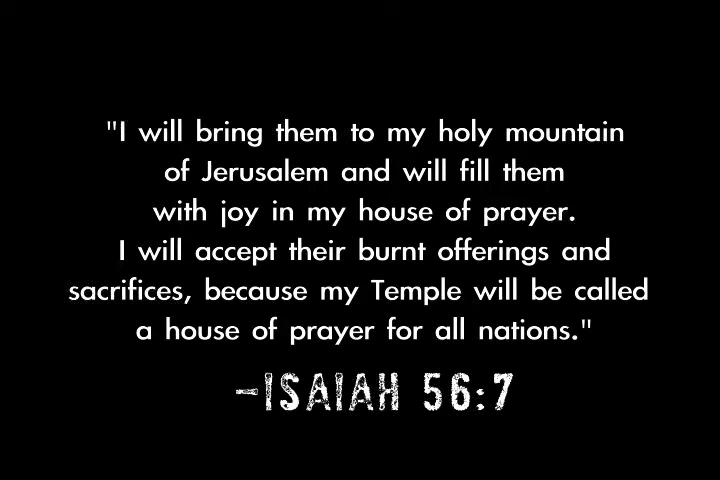 "I will bring them to my holy mountain
of Jerusalem and will fill them
with joy in my house of prayer.
I will accept their burnt offerings and
sacrifices, because my Temple will be called
a house of prayer for all nations."
-ISAIAH 56:7